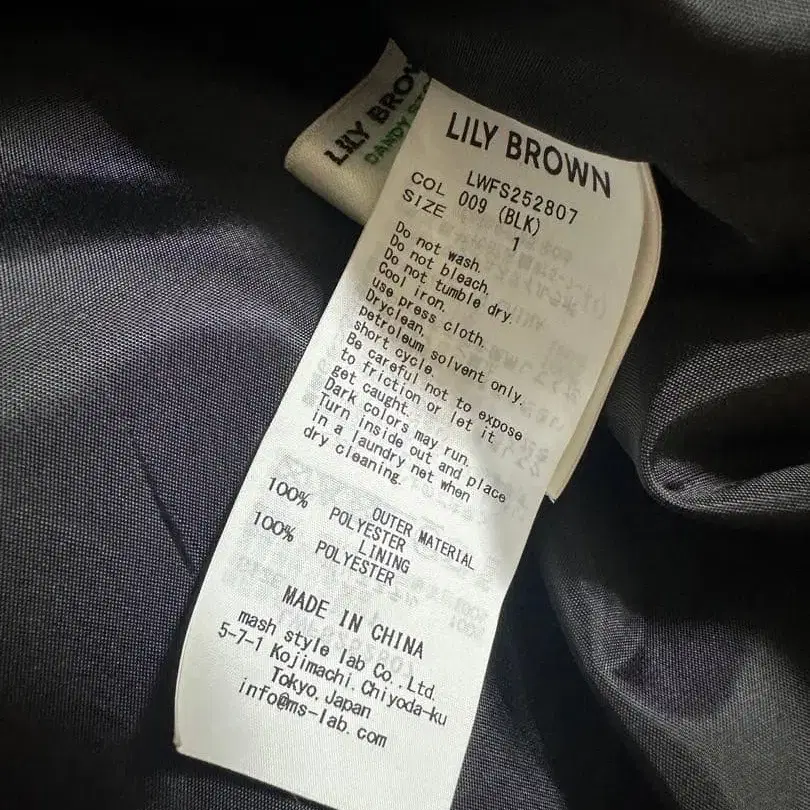 LILY BRO
CANDY ST
LILY BROWN
LWFS252807
COL 009 (BLK)
SIZE 1
Do not wash.
Do not bleach.
Do not tumble dry.
Cool iron.
use press cloth.
Dryclean,
petroleum solvent only.
short cycle.
Be careful not to expose
to friction or let it
get caught.
Dark colors may run.
Turn inside out and place
in a laundry net when
dry cleaning.
OUTER MATERIAL
100% POLYESTER
LINING
100% POLYESTER
MADE IN CHINA
mash style lab Co.,Ltd.
5-7-1 Kojimachi,Chiyoda-ku
Tokyo,Japan
info@ms-lab.com